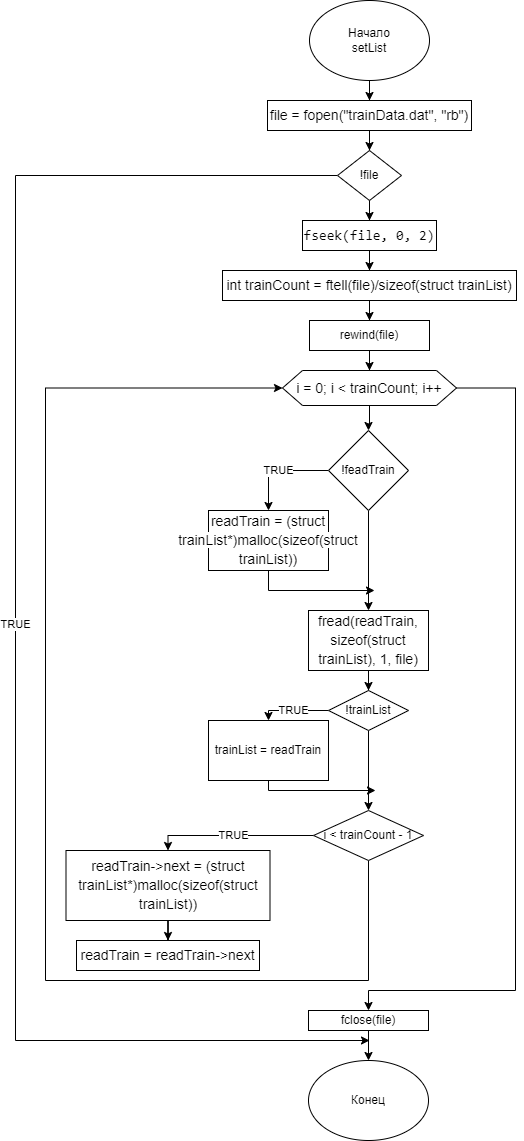 Начало
setList
file = fopen("trainData.dat", "rb")
!file
fseek(file, 0, 2)
int trainCount = ftell(file)/sizeof(struct trainList)
rewind(file)
i = 0; i < trainCount; i++
!feadTrain
TRUE
readTrain = (struct
trainList*)malloc(sizeof(struct
trainList))
fread(readTrain,
sizeof(struct
trainList), 1, file)
TRUE
!trainList
TRUE
trainList = readTrain
i < trainCount - 1
TRUE
readTrain->next = (struct
trainList*)malloc(sizeof(struct
trainList))
readTrain = readTrain->next
fclose(file)
Конец